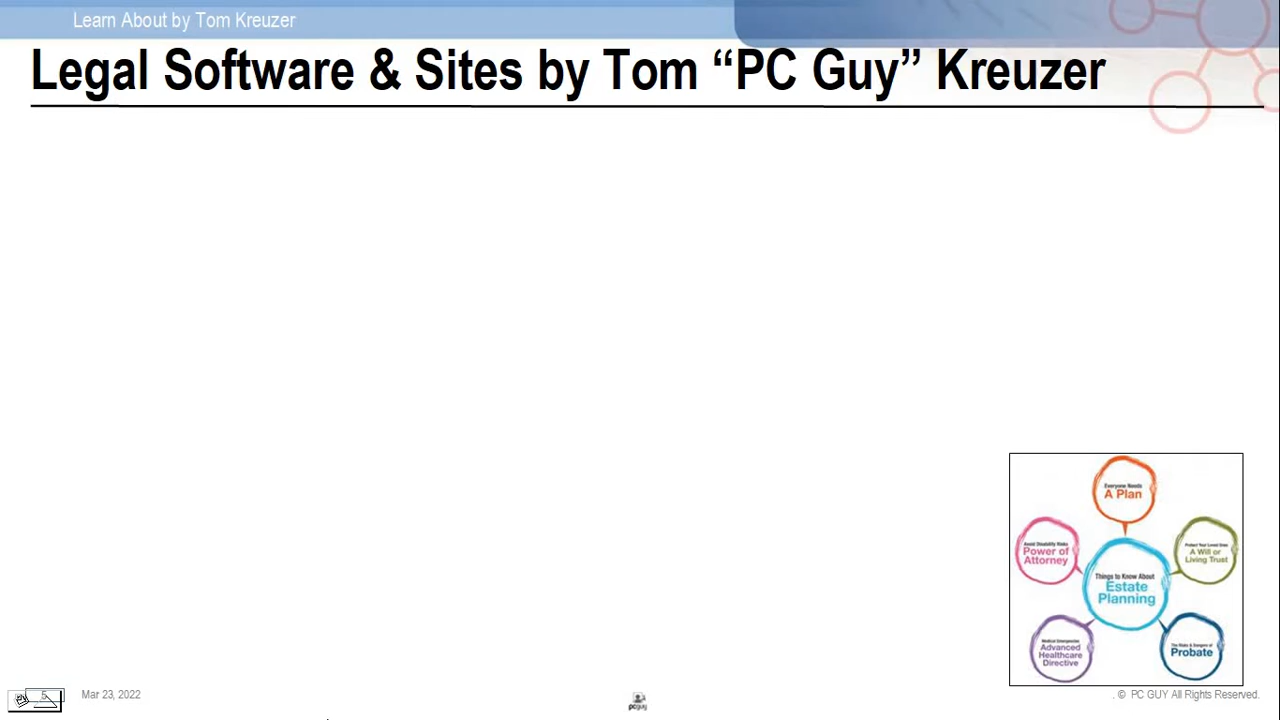 Learn About by Tom Kreuzer
Legal Software & Sites by Tom “PC Guy” Kreuzer
Everyone Needs
A Plan
Avoid Disability Risks
Power of
Attorney
Protect Your Loved Ones
A Will or
Living Trust
Things to Know About
Estate
Planning
Medical Emergencies
Advanced
Healthcare
Directive
The Risks & Dangers of
Probate
5
Mar 23, 2022
pcguy
. © PC GUY All Rights Reserved.